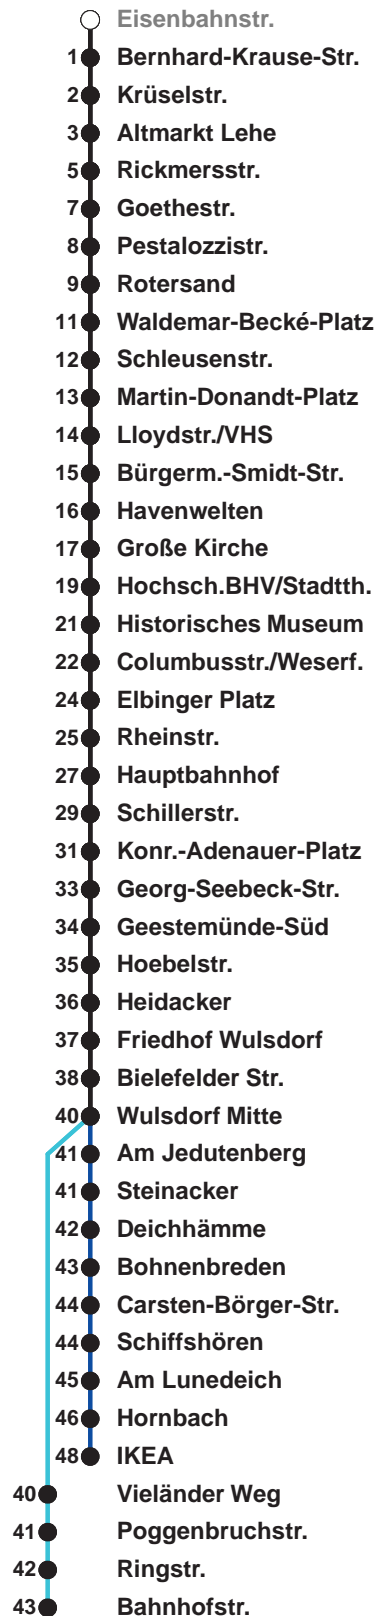 Eisenbahnstr.
1 Bernhard-Krause-Str.
2 Krüselstr.
3 Altmarkt Lehe
5 Rickmersstr.
7 Goethestr.
8 Pestalozzistr.
9 Rotersand
11 Waldemar-Becké-Platz
12 Schleusenstr.
13 Martin-Donandt-Platz
14 Lloydstr./VHS
15 Bürgerm.-Smidt-Str.
16 Havenwelten
17 Große Kirche
19 Hochsch.BHV/Stadtth.
21 Historisches Museum
22 Columbusstr./Weserf.
24 Elbinger Platz
25 Rheinstr.
27 Hauptbahnhof
29 Schillerstr.
31 Konr.-Adenauer-Platz
33 Georg-Seebeck-Str.
34 Geestemünde-Süd
35 Hoebelstr.
36 Heidacker
37 Friedhof Wulsdorf
38 Bielefelder Str.
40 Wulsdorf Mitte
41 Am Jedutenberg
41 Steinacker
42 Deichhämme
43 Bohnenbreden
44 Carsten-Börger-Str.
44 Schiffshören
45 Am Lunedeich
46 Hornbach
48 IKEA
40 Vieländer Weg
41 Poggenbruchstr.
42 Ringstr.
43 Bahnhofstr.